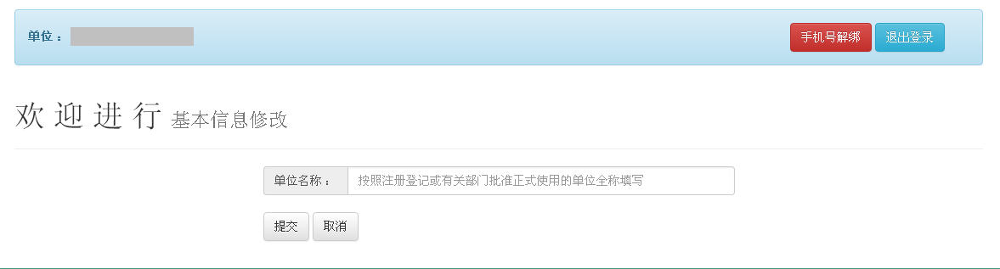 单位： 手机号解绑 退出登录
欢 迎 进 行 基本信息修改
单位名称： 按照注册登记或有关部门批准正式使用的单位全称填写
提交 取消